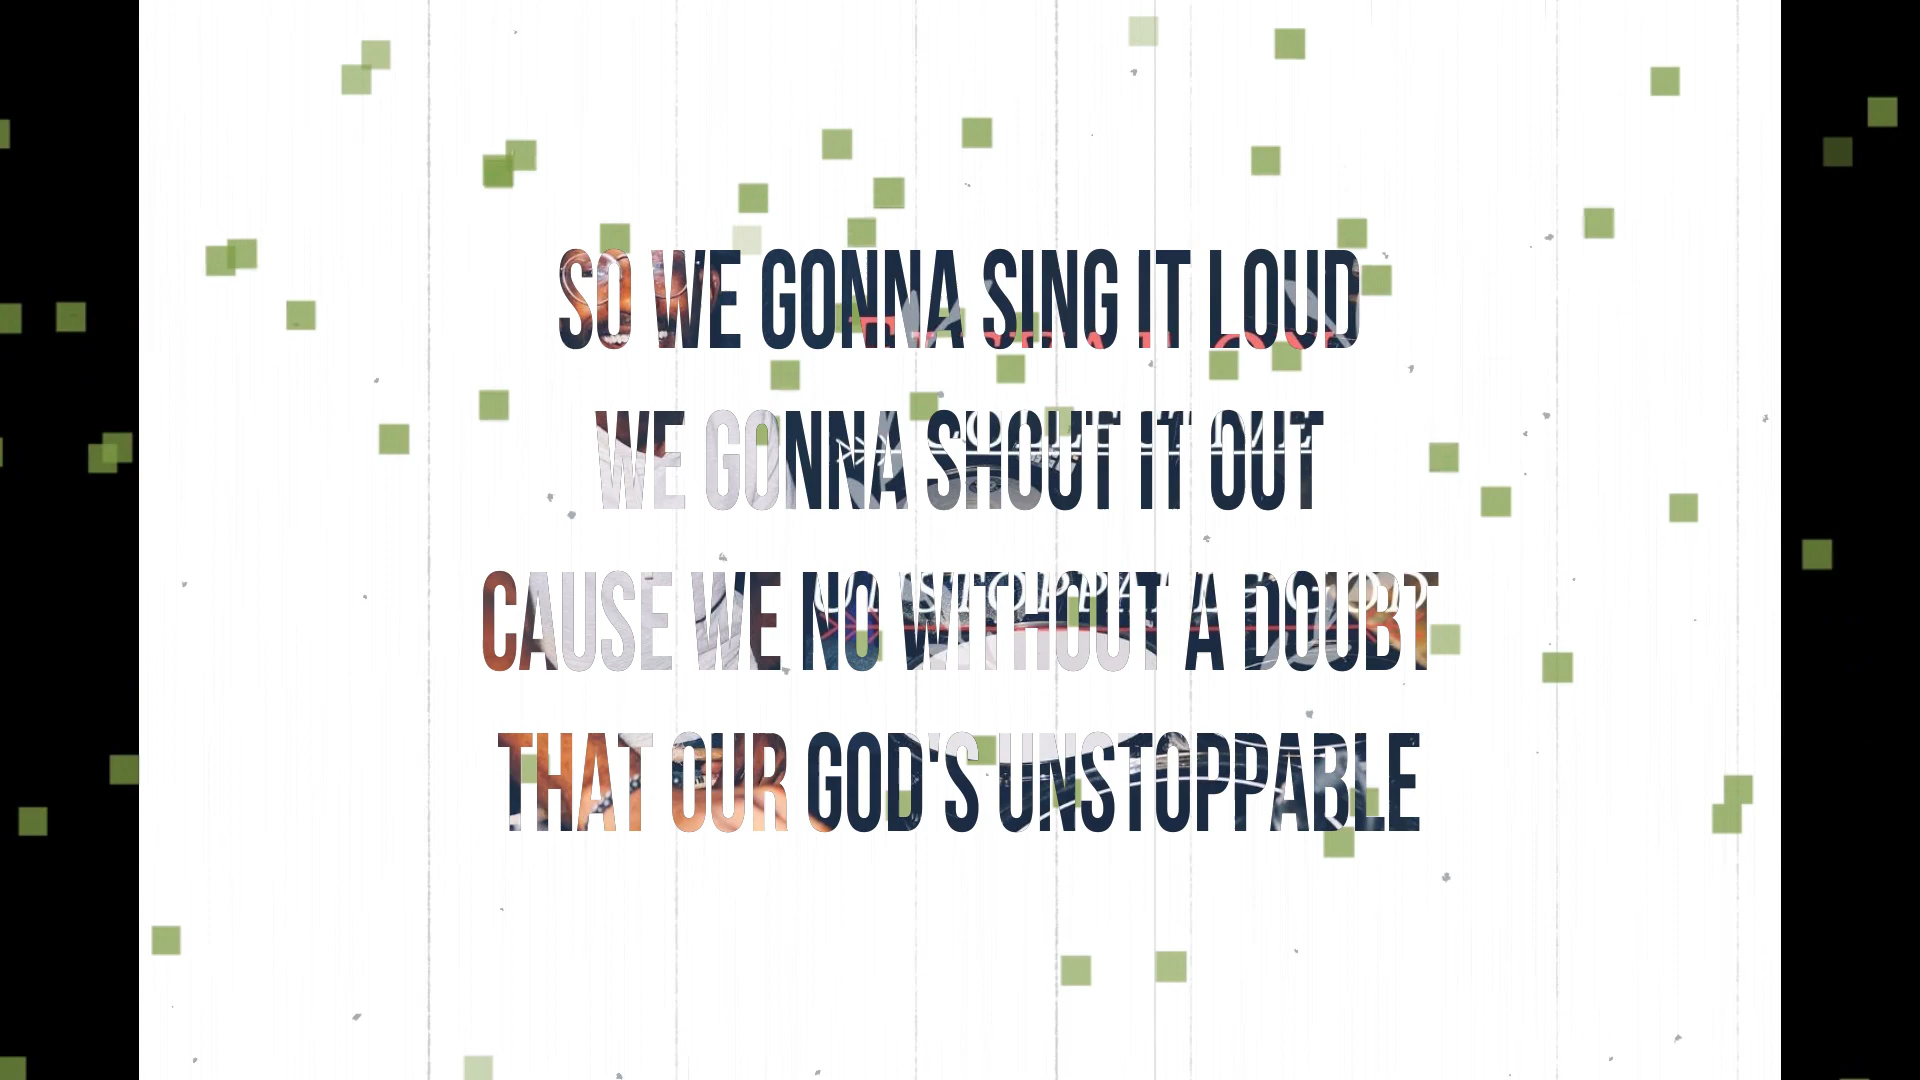 SO WE GONNA SING IT LOUD
WE GONNA SHOUT IT OUT
CAUSE WE NO WITHOUT A DOUBT
THAT OUR GOD'S UNSTOPPABLE